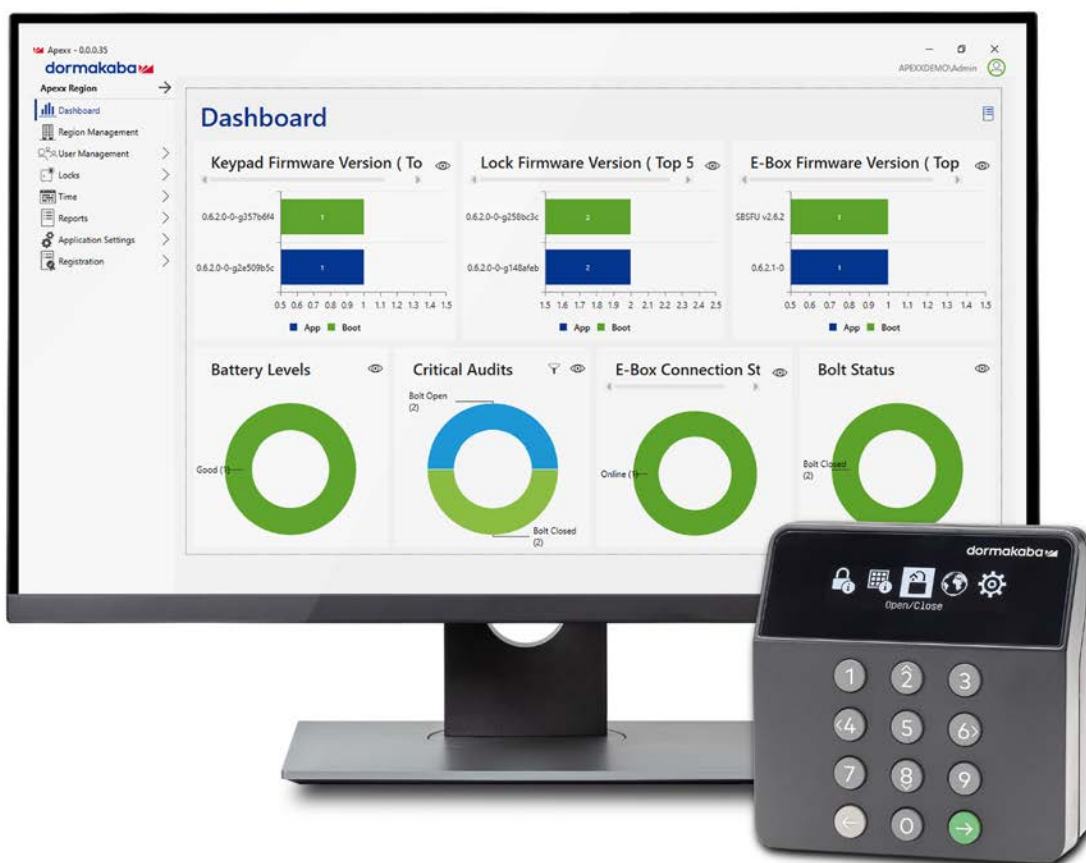 Apexx - 0.0.0.35
dormakaba
APEXXDEMO\Admin
Apexx Region
Dashboard
Region Management
User Management
Locks
Time
Reports
Application Settings
Registration
Dashboard
Keypad Firmware Version ( To
0.6.2.0-0-g357b6f4
1
0.6.2.0-0-g2e509b5c
1
0.5 0.6 0.7 0.8 0.9 1 1.1 1.2 1.3 1.4 1.5
App Boot
Lock Firmware Version ( Top 5
0.6.2.0-0-g258bc3c
2
0.6.2.0-0-g148afeb
2
1.5 1.6 1.7 1.8 1.9 2 2.1 2.2 2.3 2.4 2.5
App Boot
E-Box Firmware Version ( Top
SBSFU v2.6.2
1
0.6.2.1-0
1
0.5 0.6 0.7 0.8 0.9 1 1.1 1.2 1.3 1.4 1.5
App Boot
Battery Levels
Good (1)
Critical Audits
Bolt Open
(2)
Bolt Closed
(2)
E-Box Connection St
Online (1)
Bolt Status
Bolt Closed
(2)
dormakaba
Open/Close
1 2 3
<4 5 6>
7 8 9
← 0 →